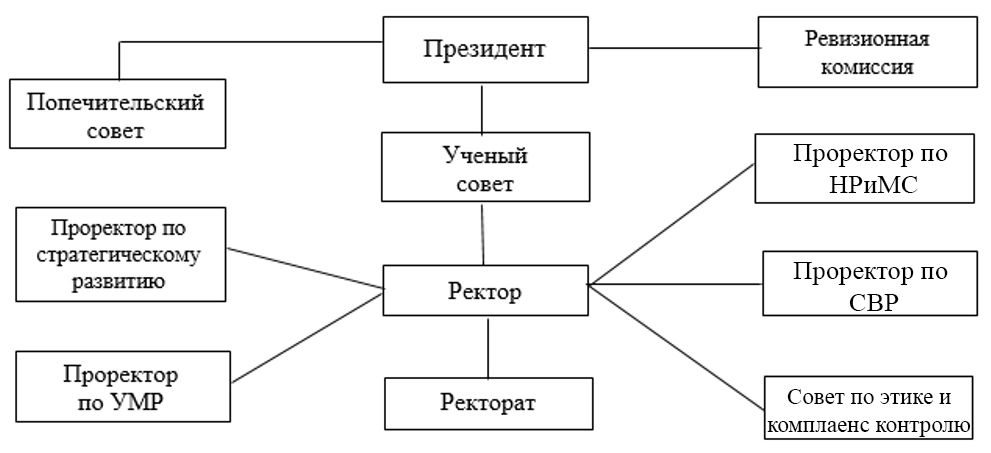 Президент
Ревизионная
комиссия
Попечительский
совет
Ученый
совет
Проректор по
НРиМС
Проректор по
стратегическому
развитию
Ректор
Проректор по
СВР
Проректор
по УМР
Ректорат
Совет по этике и
комплаенс контролю